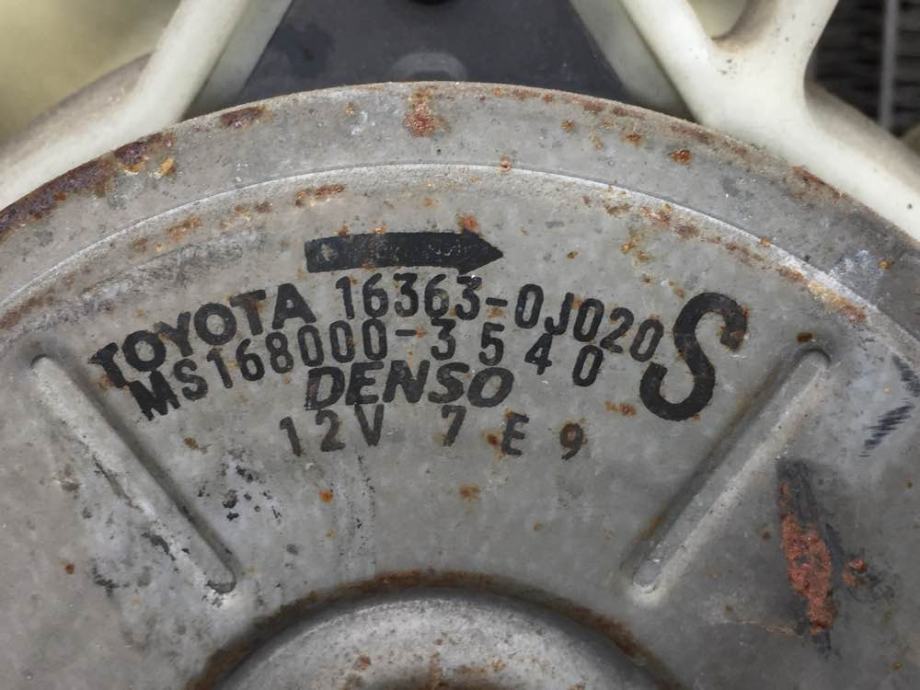 TOYOTA 16363-0J020
MS168000-3540
DENSO
12V 7E9
S